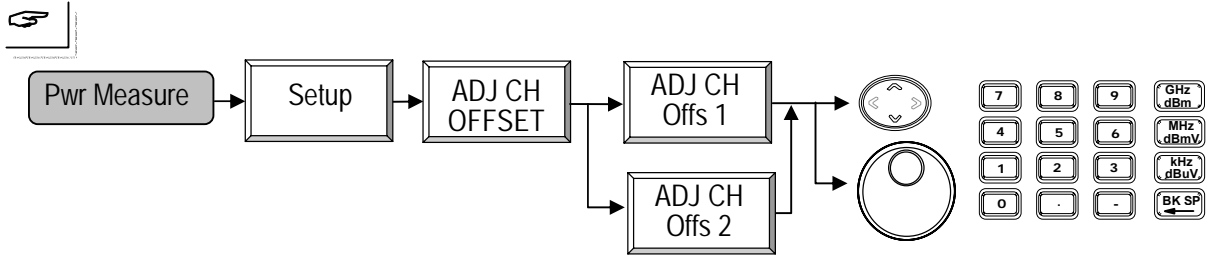 Pwr Measure
Setup
ADJ CH
OFFSET
ADJ CH
Offs 1
ADJ CH
Offs 2
7 8 9 GHz
dBm
4 5 6 MHz
dBmV
1 2 3 kHz
dBuV
0 . - BK SP